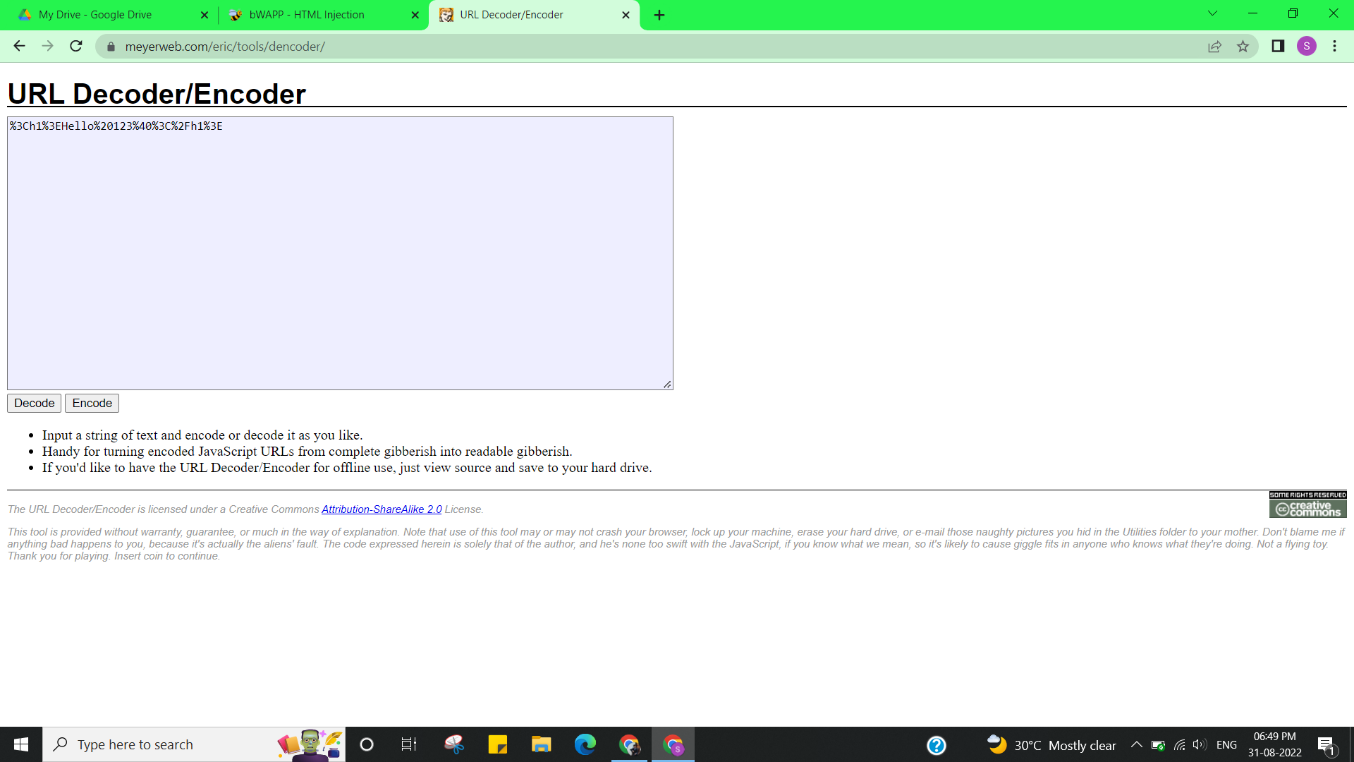 My Drive - Google Drive
bWAPP - HTML Injection
URL Decoder/Encoder
meyerweb.com/eric/tools/dencoder/
S
URL Decoder/Encoder
%3Ch1%3EHello%20123%40%3C%2Fh1%3E
Decode Encode
Input a string of text and encode or decode it as you like.
Handy for turning encoded JavaScript URLs from complete gibberish into readable gibberish.
If you'd like to have the URL Decoder/Encoder for offline use, just view source and save to your hard drive.
SOME RIGHTS RESERVED
cc creative commons
The URL Decoder/Encoder is licensed under a Creative Commons Attribution-ShareAlike 2.0 License.
This tool is provided without warranty, guarantee, or much in the way of explanation. Note that use of this tool may or may not crash your browser, lock up your machine, erase your hard drive, or e-mail those naughty pictures you hid in the Utilities folder to your mother. Don't blame me if
anything bad happens to you, because it's actually the aliens' fault. The code expressed herein is solely that of the author, and he's none too swift with the JavaScript, if you know what we mean, so it's likely to cause giggle fits in anyone who knows what they're doing. Not a flying toy.
Thank you for playing. Insert coin to continue.
Type here to search
30°C Mostly clear
ENG
06:49 PM
31-08-2022
1